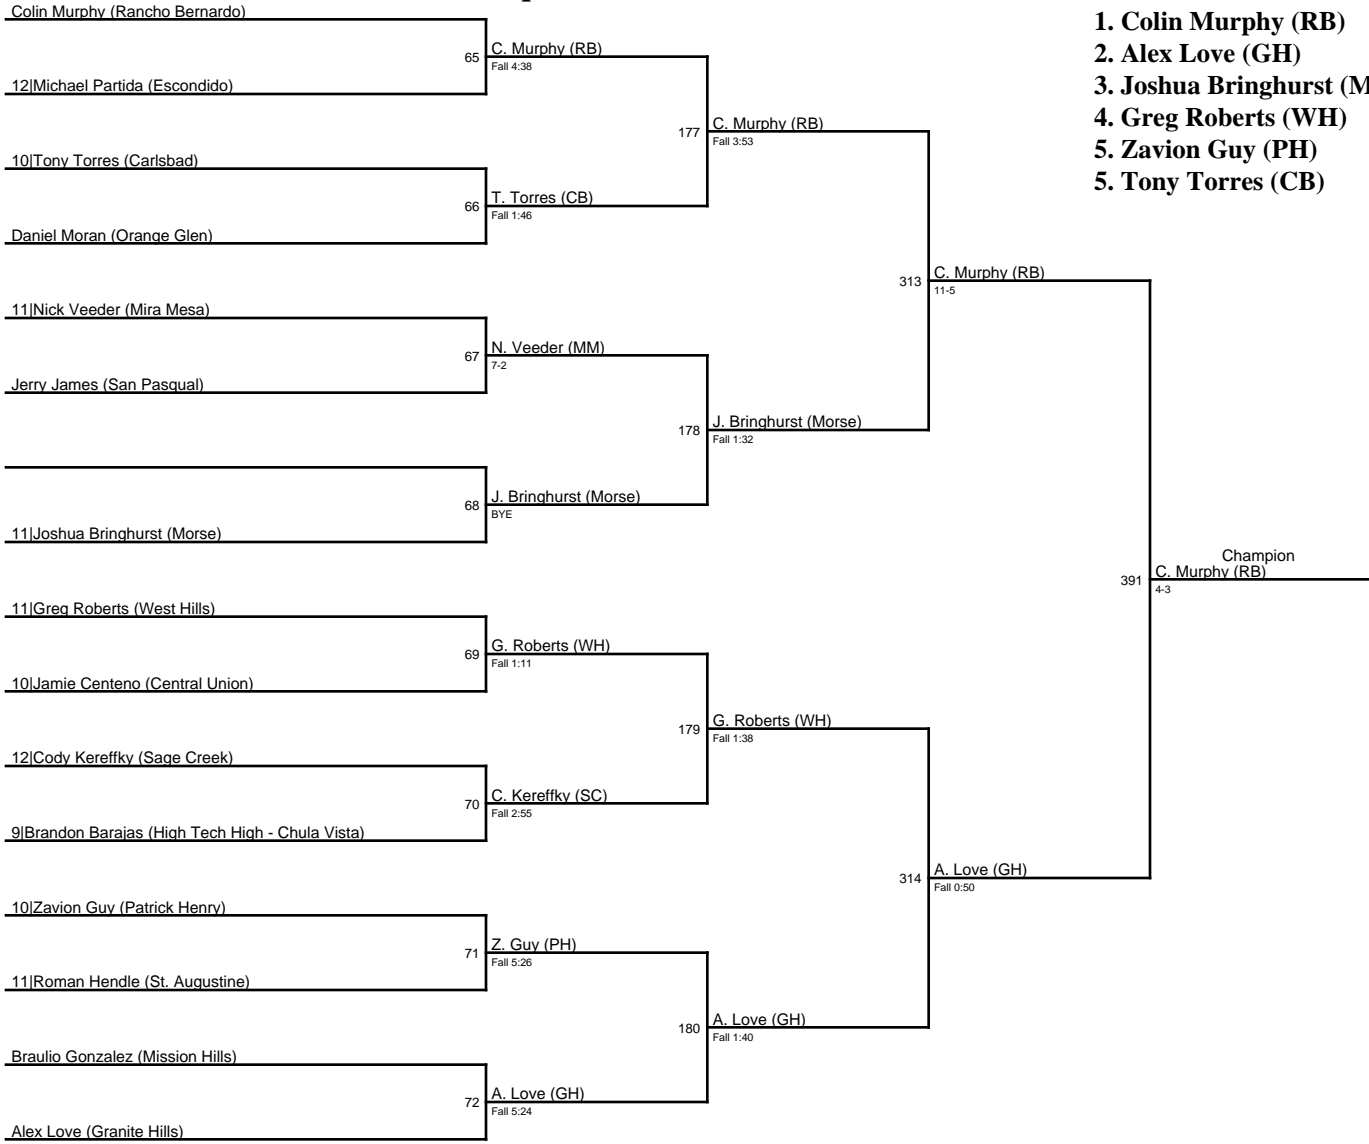 Colin Murphy (Rancho Bernardo)
65
C. Murphy (RB)
Fall 4:38
12|Michael Partida (Escondido)
177
C. Murphy (RB)
Fall 3:53
10|Tony Torres (Carlsbad)
66
T. Torres (CB)
Fall 1:46
Daniel Moran (Orange Glen)
313
C. Murphy (RB)
11-5
11|Nick Veeder (Mira Mesa)
67
N. Veeder (MM)
7-2
Jerry James (San Pasqual)
178
J. Bringhurst (Morse)
Fall 1:32
68
J. Bringhurst (Morse)
BYE
11|Joshua Bringhurst (Morse)
391
Champion
C. Murphy (RB)
4-3
11|Greg Roberts (West Hills)
69
G. Roberts (WH)
Fall 1:11
10|Jamie Centeno (Central Union)
179
G. Roberts (WH)
Fall 1:38
12|Cody Kereffky (Sage Creek)
70
C. Kereffky (SC)
Fall 2:55
9|Brandon Barajas (High Tech High - Chula Vista)
314
A. Love (GH)
Fall 0:50
10|Zavion Guy (Patrick Henry)
71
Z. Guy (PH)
Fall 5:26
11|Roman Hendle (St. Augustine)
180
A. Love (GH)
Fall 1:40
Braulio Gonzalez (Mission Hills)
72
A. Love (GH)
Fall 5:24
Alex Love (Granite Hills)
1. Colin Murphy (RB)
2. Alex Love (GH)
3. Joshua Bringhurst (M
4. Greg Roberts (WH)
5. Zavion Guy (PH)
5. Tony Torres (CB)